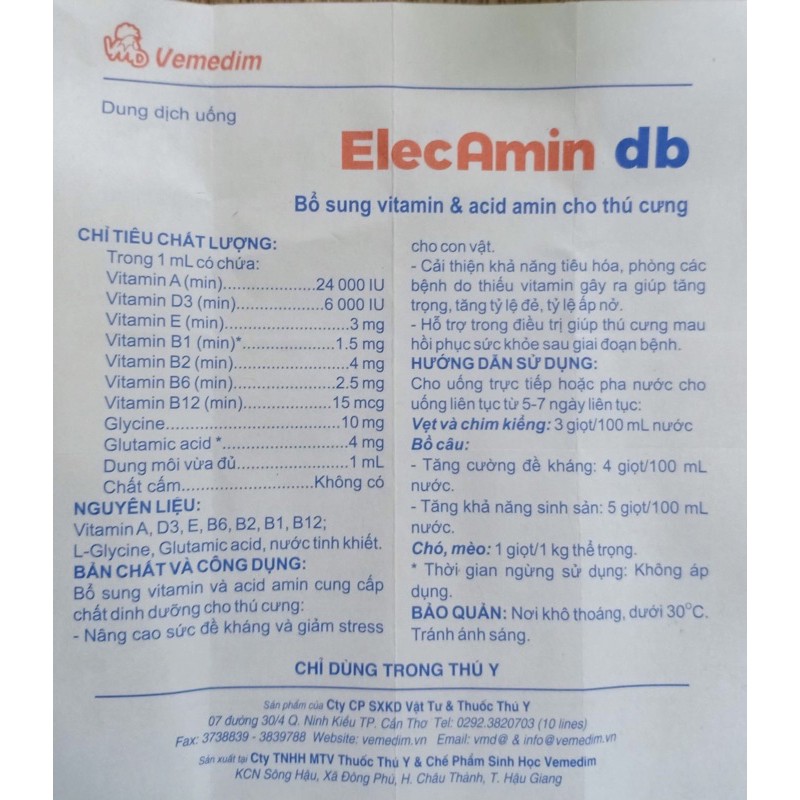 VMD Vemedim
Dung dịch uống
ElecAmin db
Bổ sung vitamin & acid amin cho thú cưng
CHỈ TIÊU CHẤT LƯỢNG:
Trong 1 mL có chứa:
Vitamin A (min)....................24 000 IU
Vitamin D3 (min)...................6 000 IU
Vitamin E (min)..........................3 mg
Vitamin B1 (min)*....................1.5 mg
Vitamin B2 (min)........................4 mg
Vitamin B6 (min).....................2.5 mg
Vitamin B12 (min)..................15 mcg
Glycine....................................10 mg
Glutamic acid *..........................4 mg
Dung môi vừa đủ........................1 mL
Chất cấm............................Không có
NGUYÊN LIỆU:
Vitamin A, D3, E, B6, B2, B1, B12;
L-Glycine, Glutamic acid, nước tinh khiết.
BẢN CHẤT VÀ CÔNG DỤNG:
Bổ sung vitamin và acid amin cung cấp
chất dinh dưỡng cho thú cưng:
- Nâng cao sức đề kháng và giảm stress
cho con vật.
- Cải thiện khả năng tiêu hóa, phòng các
bệnh do thiếu vitamin gây ra giúp tăng
trọng, tăng tỷ lệ đẻ, tỷ lệ ấp nở.
- Hỗ trợ trong điều trị giúp thú cưng mau
hồi phục sức khỏe sau giai đoạn bệnh.
HƯỚNG DẪN SỬ DỤNG:
Cho uống trực tiếp hoặc pha nước cho
uống liên tục từ 5-7 ngày liên tục:
Vẹt và chim kiểng: 3 giọt/100 mL nước
Bồ câu:
- Tăng cường đề kháng: 4 giọt/100 mL
nước.
- Tăng khả năng sinh sản: 5 giọt/100 mL
nước.
Chó, mèo: 1 giọt/1 kg thể trọng.
* Thời gian ngừng sử dụng: Không áp
dụng.
BẢO QUẢN: Nơi khô thoáng, dưới 30°C.
Tránh ánh sáng.
CHỈ DÙNG TRONG THÚ Y
Sản phẩm của Cty CP SXKD Vật Tư & Thuốc Thú Y
07 đường 30/4 Q. Ninh Kiều TP. Cần Thơ Tel: 0292.3820703 (10 lines)
Fax: 3738839 - 3839788 Website: vemedim.vn Email: vmd@ & info@vemedim.vn
Sản xuất tại Cty TNHH MTV Thuốc Thú Y & Chế Phẩm Sinh Học Vemedim
KCN Sông Hậu, Xã Đông Phú, H. Châu Thành, T. Hậu Giang